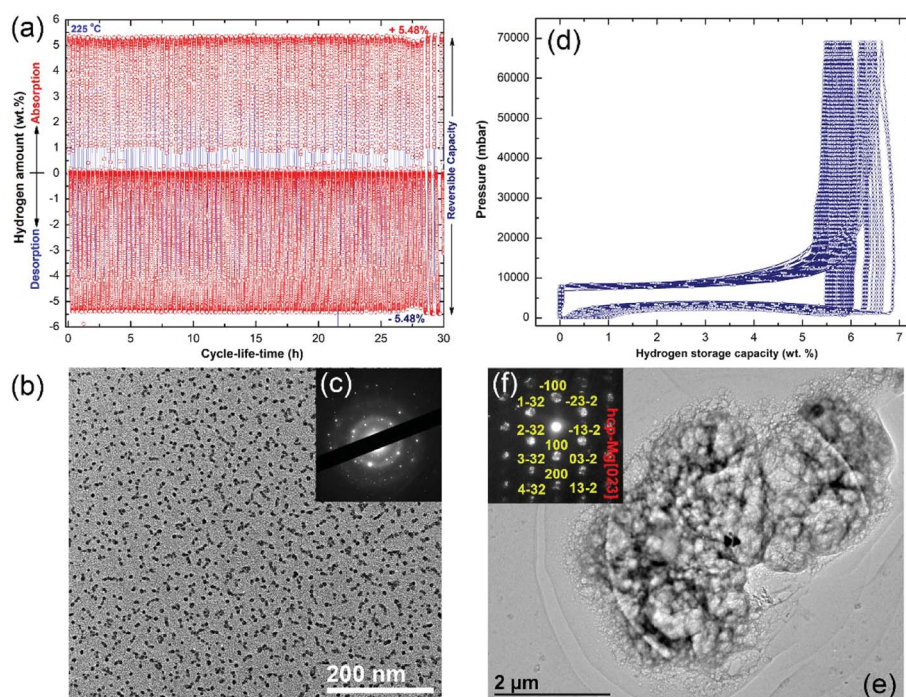 (a)
225 °C
+ 5.48%
6
5
4
3
2
1
0
-1
-2
-3
-4
-5
-6
Hydrogen amount (wt.%)
Desorption
Absorption
Reversible Capacity
- 5.48%
0
5
10
15
20
25
30
Cycle-life-time (h)
(d)
70000
60000
50000
40000
30000
20000
10000
0
Pressure (mbar)
0
1
2
3
4
5
6
7
Hydrogen storage capacity (wt. %)
(b)
(c)
200 nm
(f)
-100
1-32
-23-2
2-32
-13-2
100
3-32
03-2
200
4-32
13-2
hcp-Mg[023]
2 µm
(e)